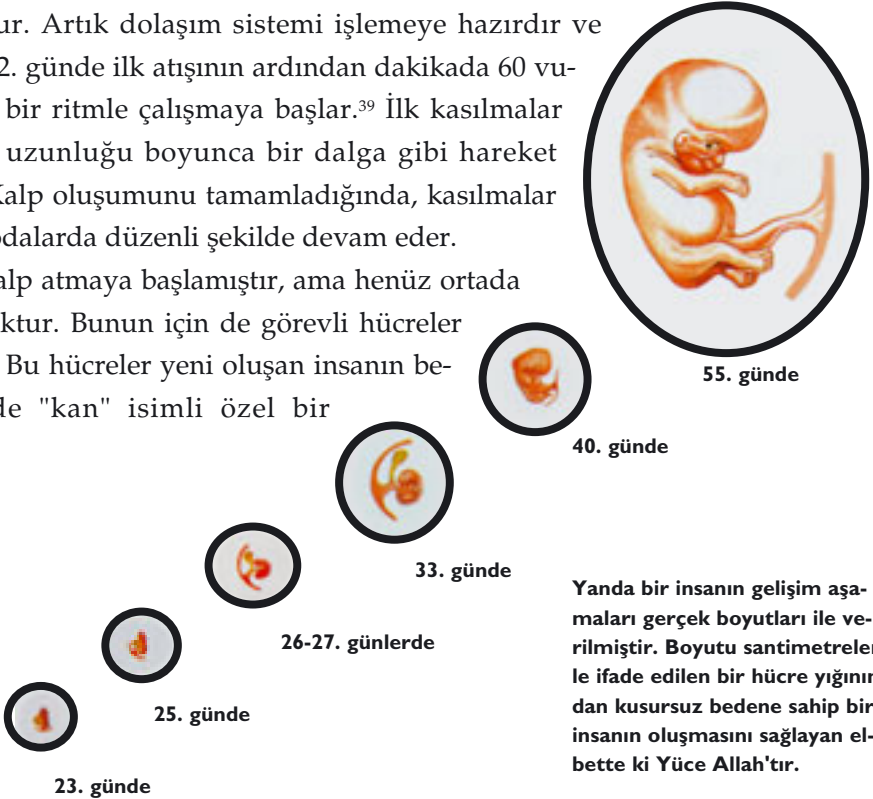 ur. Artık dolaşım sistemi işlemeye hazırdır ve
2. günde ilk atışının ardından dakikada 60 vu-
bir ritmle çalışmaya başlar.³⁹ İlk kasılmalar
uzunluğu boyunca bir dalga gibi hareket
Kalp oluşumunu tamamladığında, kasılmalar
odalarda düzenli şekilde devam eder.
alp atmaya başlamıştır, ama henüz ortada
ktur. Bunun için de görevli hücreler
Bu hücreler yeni oluşan insanın be-
de "kan" isimli özel bir
55. günde
40. günde
33. günde
26-27. günlerde
25. günde
23. günde
Yanda bir insanın gelişim aşa-
maları gerçek boyutları ile ve-
rilmiştir. Boyutu santimetreler
le ifade edilen bir hücre yığının
dan kusursuz bedene sahip bir
insanın oluşmasını sağlayan el-
bette ki Yüce Allah'tır.